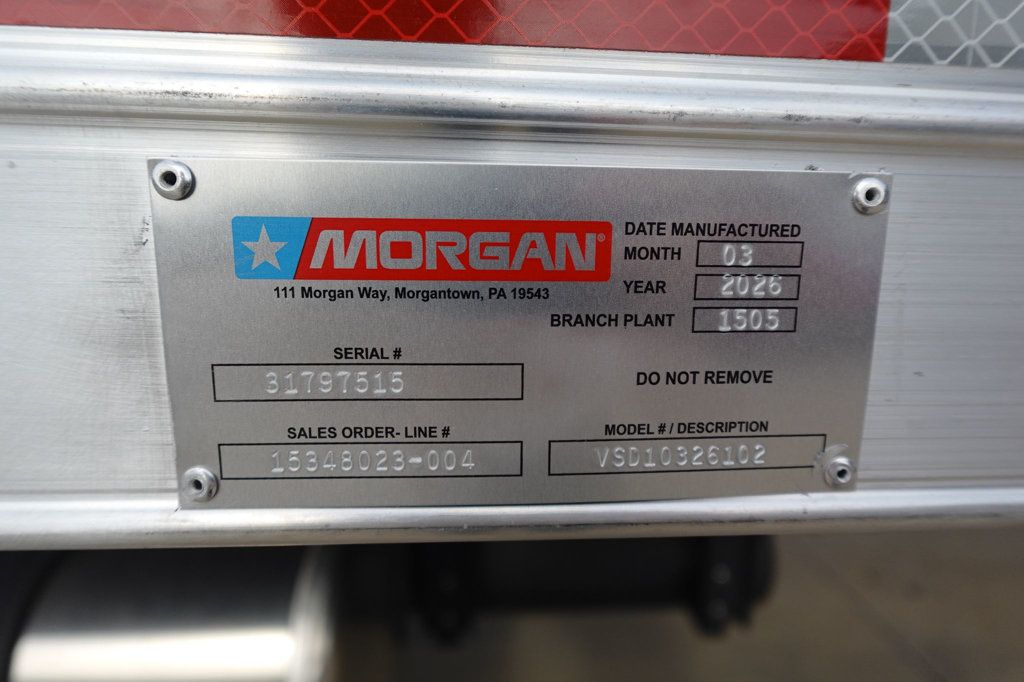 MORGAN®
111 Morgan Way, Morgantown, PA 19543
DATE MANUFACTURED
MONTH 03
YEAR 2026
BRANCH PLANT 1505
SERIAL #
31797515
DO NOT REMOVE
SALES ORDER- LINE #
15348023-004
MODEL # / DESCRIPTION
VSD10326102